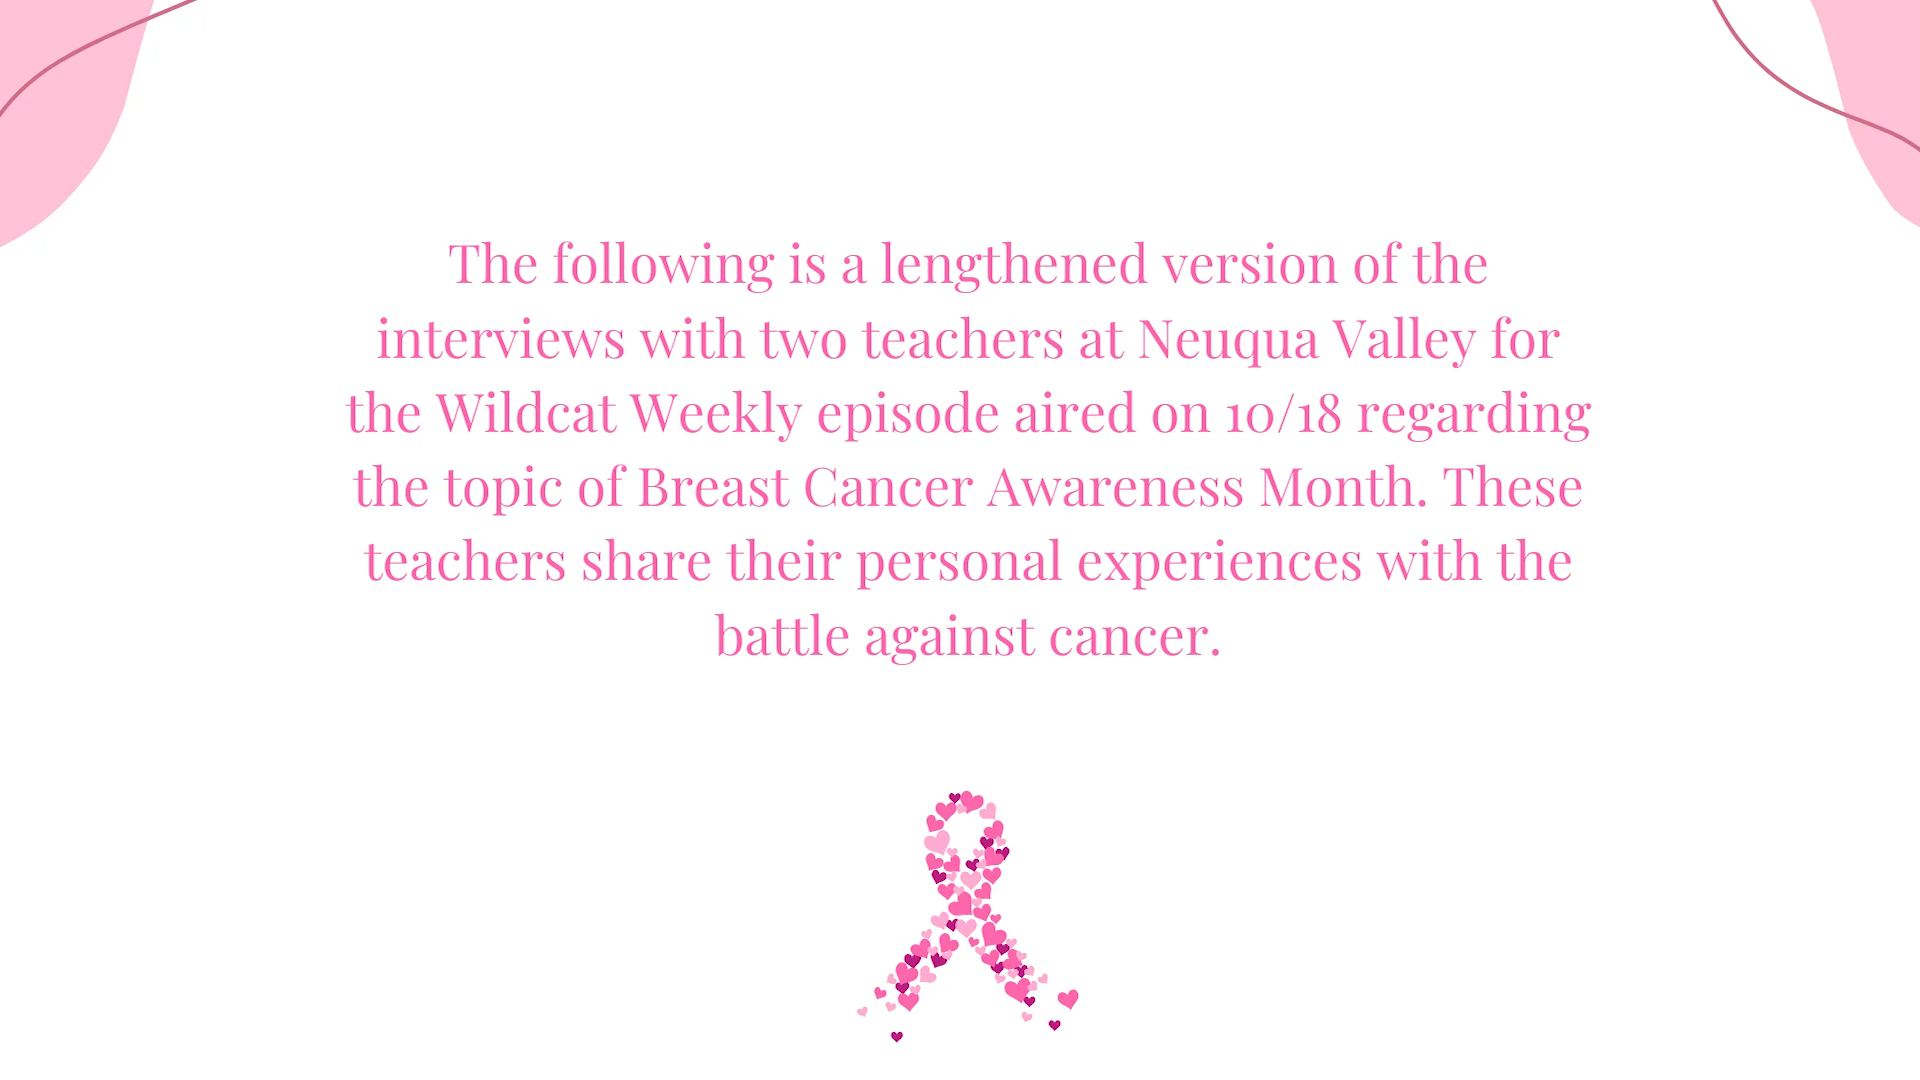 The following is a lengthened version of the
interviews with two teachers at Neuqua Valley for
the Wildcat Weekly episode aired on 10/18 regarding
the topic of Breast Cancer Awareness Month. These
teachers share their personal experiences with the
battle against cancer.